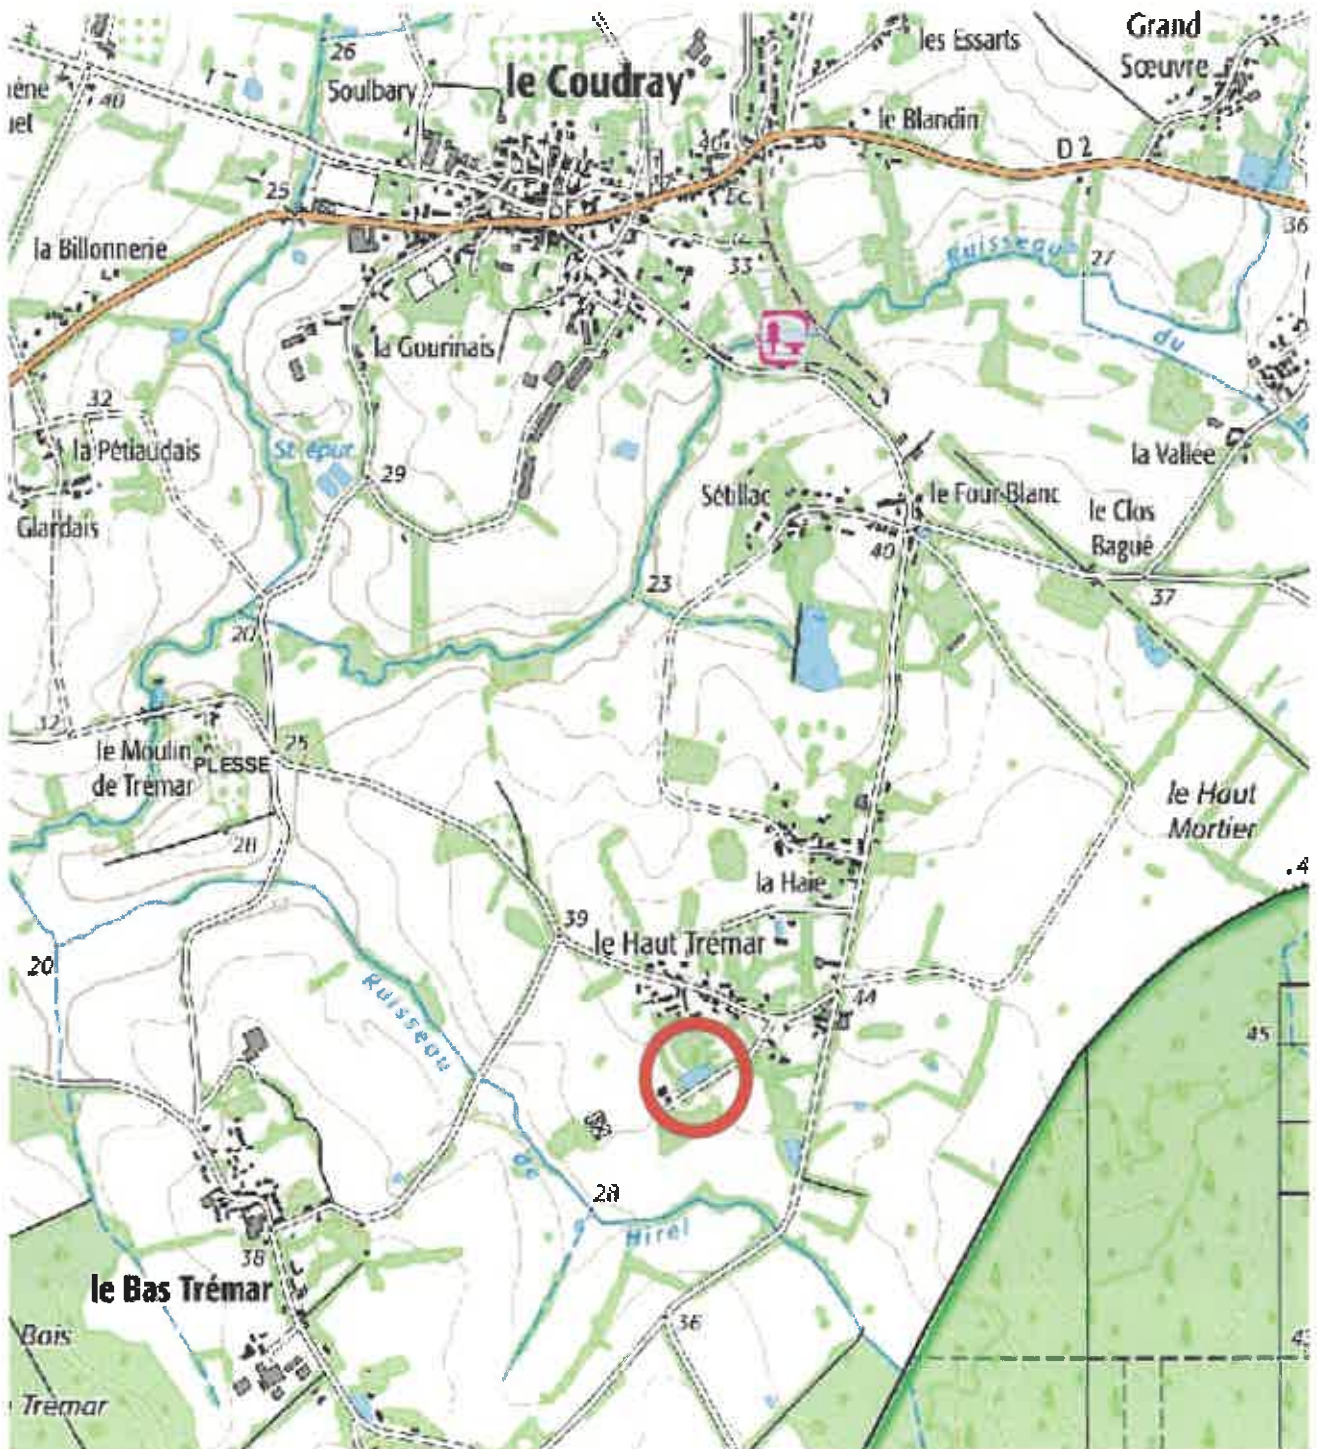 Grand
Sœuvre
les Essarts
26
Soulbary
le Coudray
40
le Blandin
40
D 2
25
Ec.
36
la Billonnerie
33
Ruisseau
27
du
la Gourinais
32
la Pétiaudais
St épur.
29
la Vallée
Sébillac
le Four-Blanc
le Clos
Bagué
Glardais
40
23
37
20
12
25
le Moulin
de Trémar
PLESSE
28
le Haut
Mortier
la Haie
39
le Haut Trémar
20
44
Ruisseau
45
de
28
Hirel
38
le Bas Trémar
36
Bois
Trémar